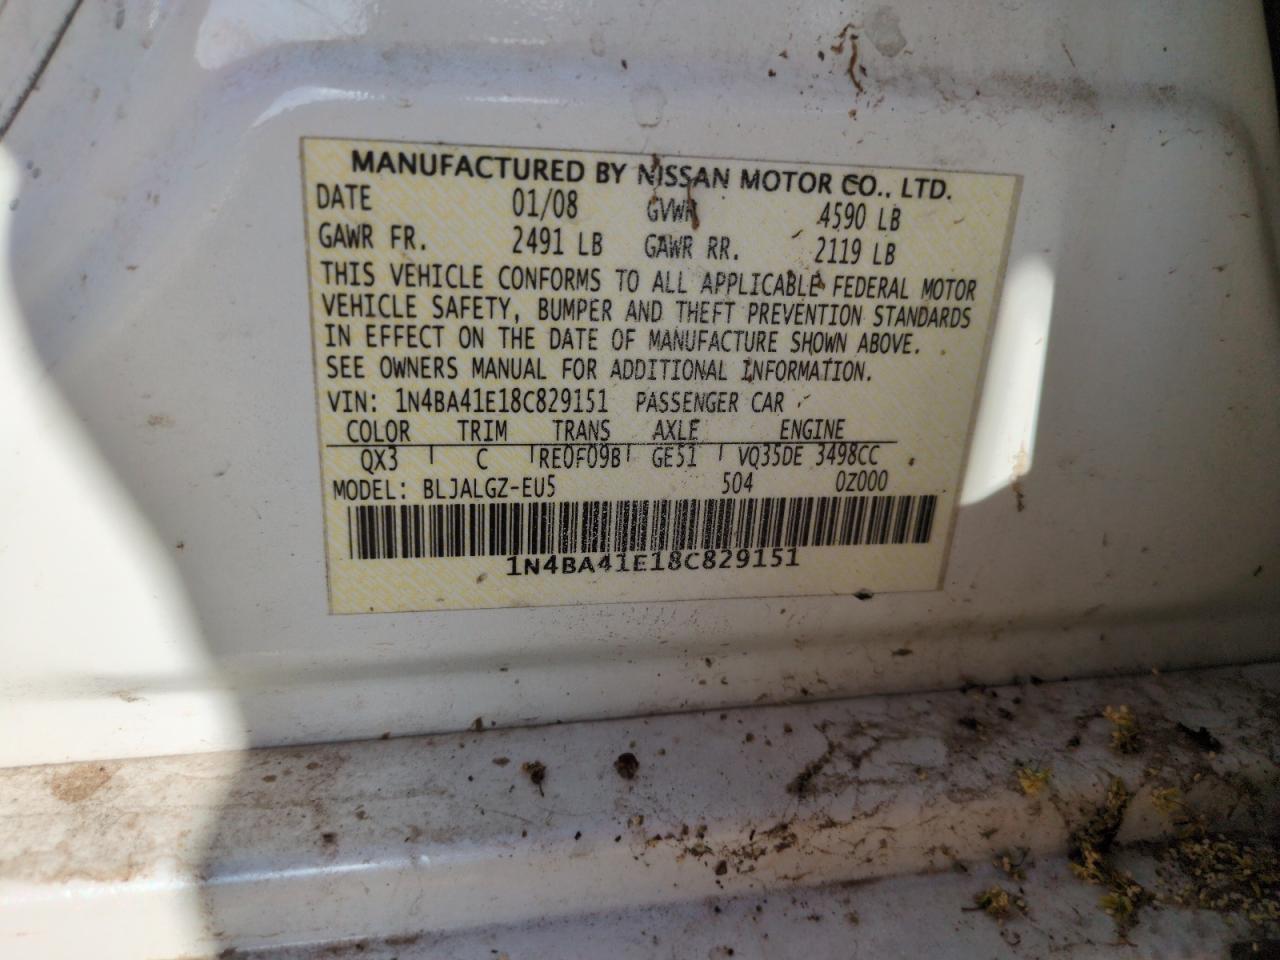 MANUFACTURED BY NISSAN MOTOR CO., LTD.
DATE 01/08 GVWR 4590 LB
GAWR FR. 2491 LB GAWR RR. 2119 LB
THIS VEHICLE CONFORMS TO ALL APPLICABLE FEDERAL MOTOR
VEHICLE SAFETY, BUMPER AND THEFT PREVENTION STANDARDS
IN EFFECT ON THE DATE OF MANUFACTURE SHOWN ABOVE.
SEE OWNERS MANUAL FOR ADDITIONAL INFORMATION.
VIN: 1N4BA41E18C829151 PASSENGER CAR
COLOR TRIM TRANS AXLE ENGINE
QX3 C RE0F09B GE51 VQ35DE 3498CC
MODEL: BLJALGZ-EU5 504 0Z000
1N4BA41E18C829151